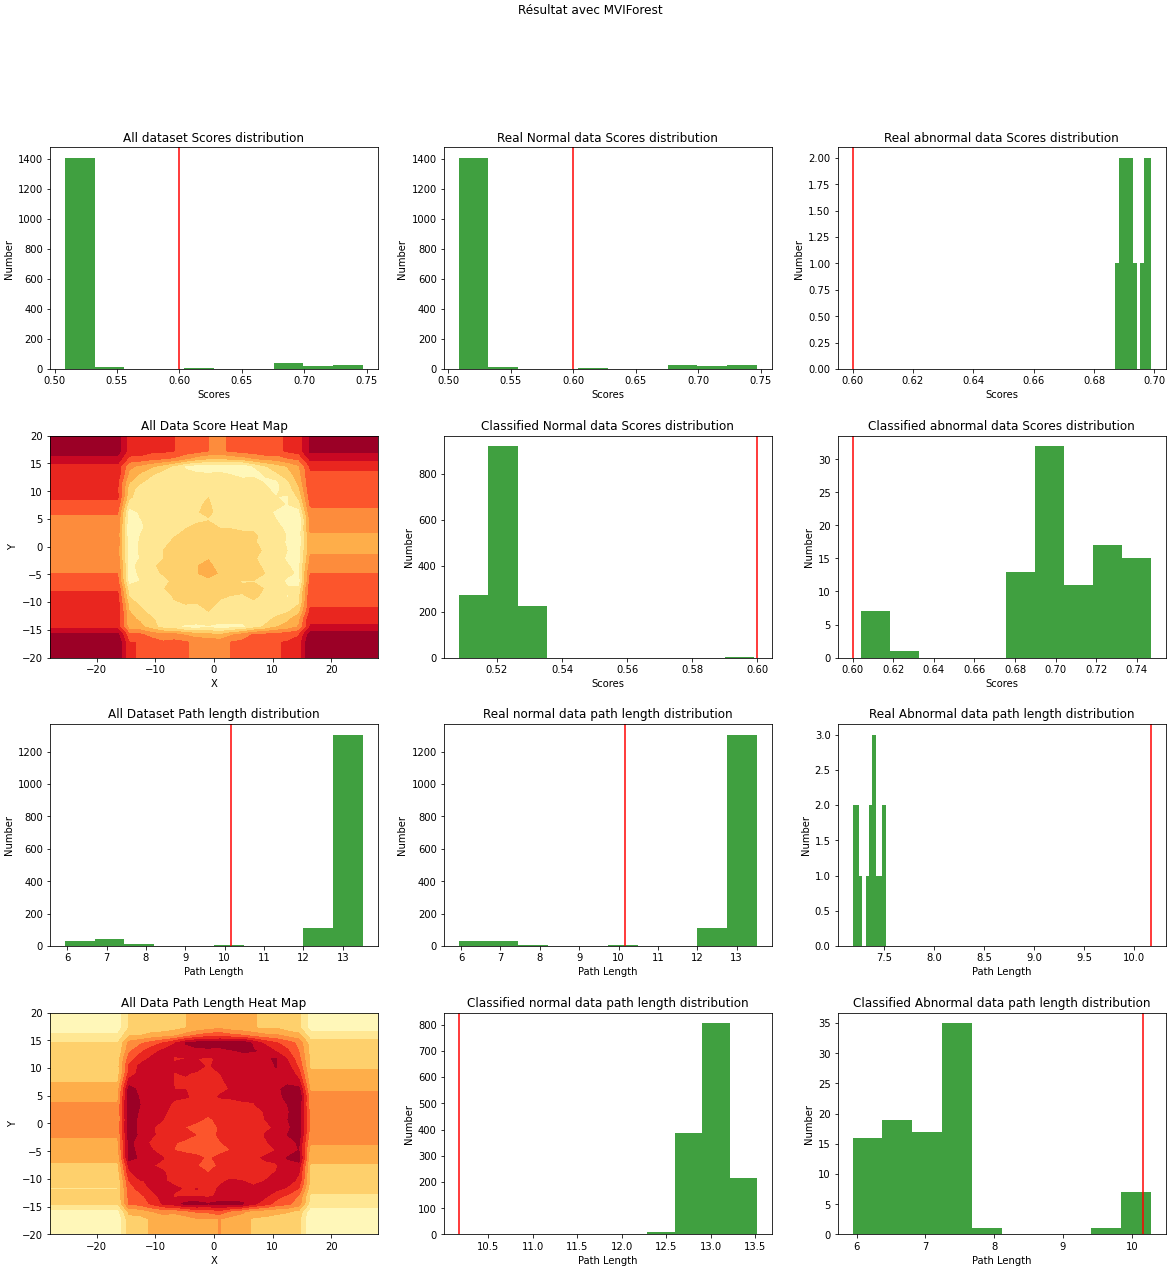 Résultat avec MVIForest
All dataset Scores distribution
Number
1400
1200
1000
800
600
400
200
0
0.50 0.55 0.60 0.65 0.70 0.75
Scores
Real Normal data Scores distribution
Number
1400
1200
1000
800
600
400
200
0
0.50 0.55 0.60 0.65 0.70 0.75
Scores
Real abnormal data Scores distribution
Number
2.00
1.75
1.50
1.25
1.00
0.75
0.50
0.25
0.00
0.60 0.62 0.64 0.66 0.68 0.70
Scores
All Data Score Heat Map
Y
20
15
10
5
0
−5
−10
−15
−20
−20 −10 0 10 20
X
Classified Normal data Scores distribution
Number
800
600
400
200
0
0.52 0.54 0.56 0.58 0.60
Scores
Classified abnormal data Scores distribution
Number
30
25
20
15
10
5
0
0.60 0.62 0.64 0.66 0.68 0.70 0.72 0.74
Scores
All Dataset Path length distribution
Number
1200
1000
800
600
400
200
0
6 7 8 9 10 11 12 13
Path Length
Real normal data path length distribution
Number
1200
1000
800
600
400
200
0
6 7 8 9 10 11 12 13
Path Length
Real Abnormal data path length distribution
Number
3.0
2.5
2.0
1.5
1.0
0.5
0.0
7.5 8.0 8.5 9.0 9.5 10.0
Path Length
All Data Path Length Heat Map
Y
20
15
10
5
0
−5
−10
−15
−20
−20 −10 0 10 20
X
Classified normal data path length distribution
Number
800
700
600
500
400
300
200
100
0
10.5 11.0 11.5 12.0 12.5 13.0 13.5
Path Length
Classified Abnormal data path length distribution
Number
35
30
25
20
15
10
5
0
6 7 8 9 10
Path Length